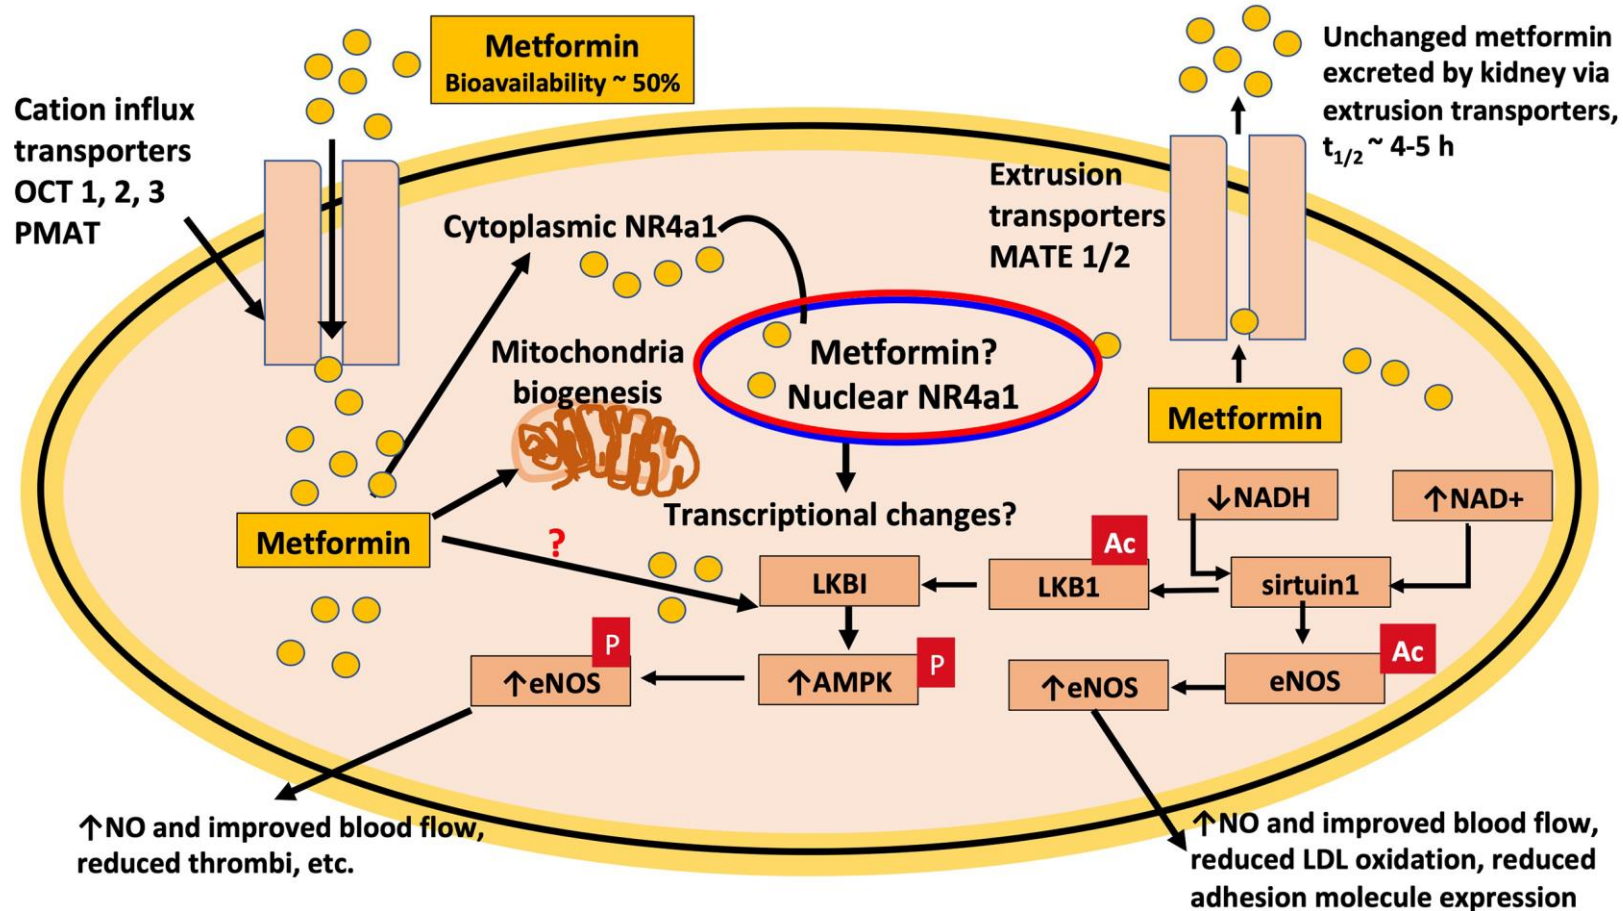 Metformin
Bioavailability ~ 50%
Cation influx
transporters
OCT 1, 2, 3
PMAT
Unchanged metformin
excreted by kidney via
extrusion transporters,
t1/2 ~ 4-5 h
Extrusion
transporters
MATE 1/2
Cytoplasmic NR4a1
Mitochondria
biogenesis
Metformin?
Nuclear NR4a1
Metformin
Transcriptional changes?
↓NADH
↑NAD+
Metformin
?
Ac
LKBI
LKB1
sirtuin1
P
↑eNOS
↑AMPK
P
↑eNOS
eNOS
Ac
↑NO and improved blood flow,
reduced thrombi, etc.
↑NO and improved blood flow,
reduced LDL oxidation, reduced
adhesion molecule expression